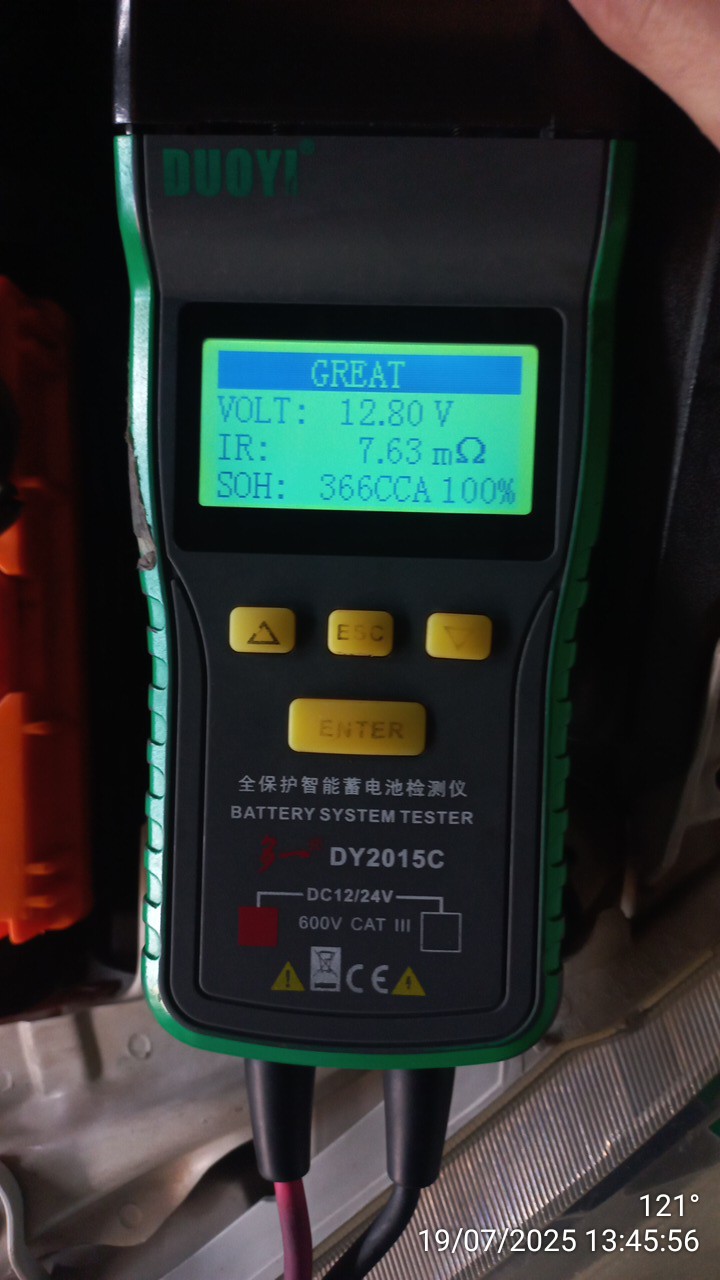 DUOYI®
GREAT
VOLT: 12.80 V
IR: 7.63 mΩ
SOH: 366CCA 100%
ESC
ENTER
全保护智能蓄电池检测仪
BATTERY SYSTEM TESTER
DY2015C
DC12/24V
600V CAT III
CE
121°
19/07/2025 13:45:56